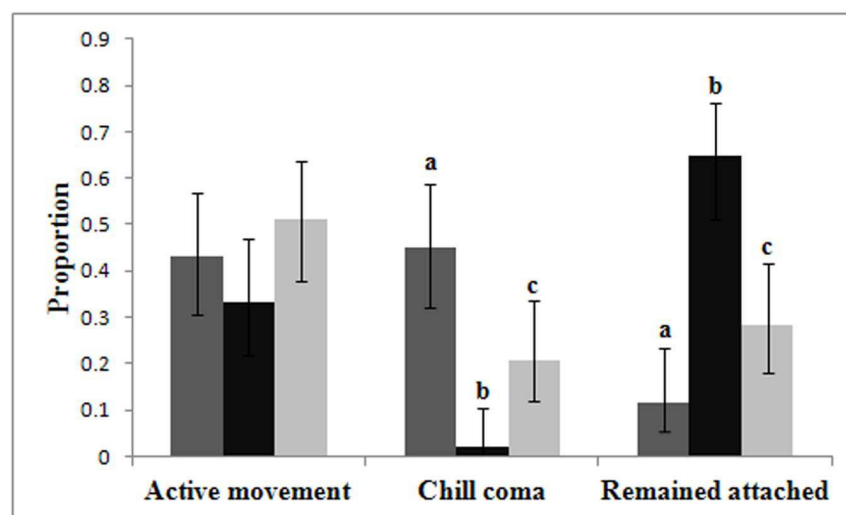 0.9
0.8
0.7
0.6
0.5
0.4
0.3
0.2
0.1
0
Proportion
a
b
c
a
b
c
Active movement Chill coma Remained attached